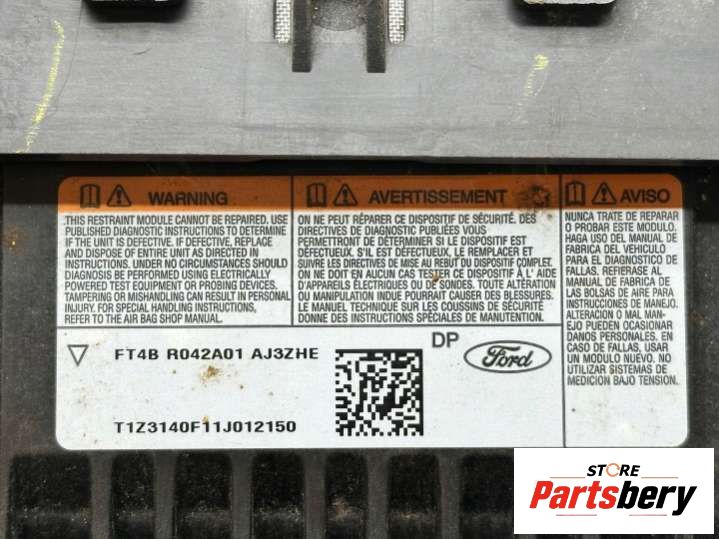 WARNING
THIS RESTRAINT MODULE CANNOT BE REPAIRED. USE
PUBLISHED DIAGNOSTIC INSTRUCTIONS TO DETERMINE
IF THE UNIT IS DEFECTIVE. IF DEFECTIVE, REPLACE
AND DISPOSE OF ENTIRE UNIT AS DIRECTED IN
INSTRUCTIONS. UNDER NO CIRCUMSTANCES SHOULD
DIAGNOSIS BE PERFORMED USING ELECTRICALLY
POWERED TEST EQUIPMENT OR PROBING DEVICES.
TAMPERING OR MISHANDLING CAN RESULT IN PERSONAL
INJURY. FOR SPECIAL HANDLING INSTRUCTIONS,
REFER TO THE AIR BAG SHOP MANUAL.
AVERTISSEMENT
ON NE PEUT RÉPARER CE DISPOSITIF DE SÉCURITÉ. DES
DIRECTIVES DE DIAGNOSTIC PUBLIÉES VOUS
PERMETTRONT DE DÉTERMINER SI LE DISPOSITIF EST
DÉFECTUEUX. S'IL EST DÉFECTUEUX, LE REMPLACER ET
SUIVRE LES DIRECTIVES DE MISE AU REBUT DU DISPOSITIF COMPLET.
ON NE DOIT EN AUCUN CAS TESTER CE DISPOSITIF À L' AIDE
D'APPAREILS ÉLECTRIQUES OU DE SONDES. TOUTE ALTÉRATION
OU MANIPULATION INDUE POURRAIT CAUSER DES BLESSURES.
LE MANUEL TECHNIQUE SUR LES COUSSINS DE SÉCURITÉ
COMPORTE DES DIRECTIVES SPÉCIALES DE MANUTENTION.
AVISO
NUNCA TRATE DE REPARAR
O PROBAR ESTE MODULO.
HAGA USO DEL MANUAL DE
FABRICA DEL VEHICULO
PARA EL DIAGNOSTICO DE
FALLAS. REFIERASE AL
MANUAL DE FABRICA DE
LAS BOLSAS DE AIRE PARA
INSTRUCCIONES DE MANEJO.
ALTERACIONES O MAL
MANEJO PUEDEN OCASIONAR
DAÑOS PERSONALES. EN
CASO DE FALLAS, USAR
UN MODULO NUEVO. NO
UTILIZAR SISTEMAS DE
MEDICION BAJO TENSION.
FT4B R042A01 AJ3ZHE
DP
Ford
T1Z3140F11J012150
STORE
Partsbery